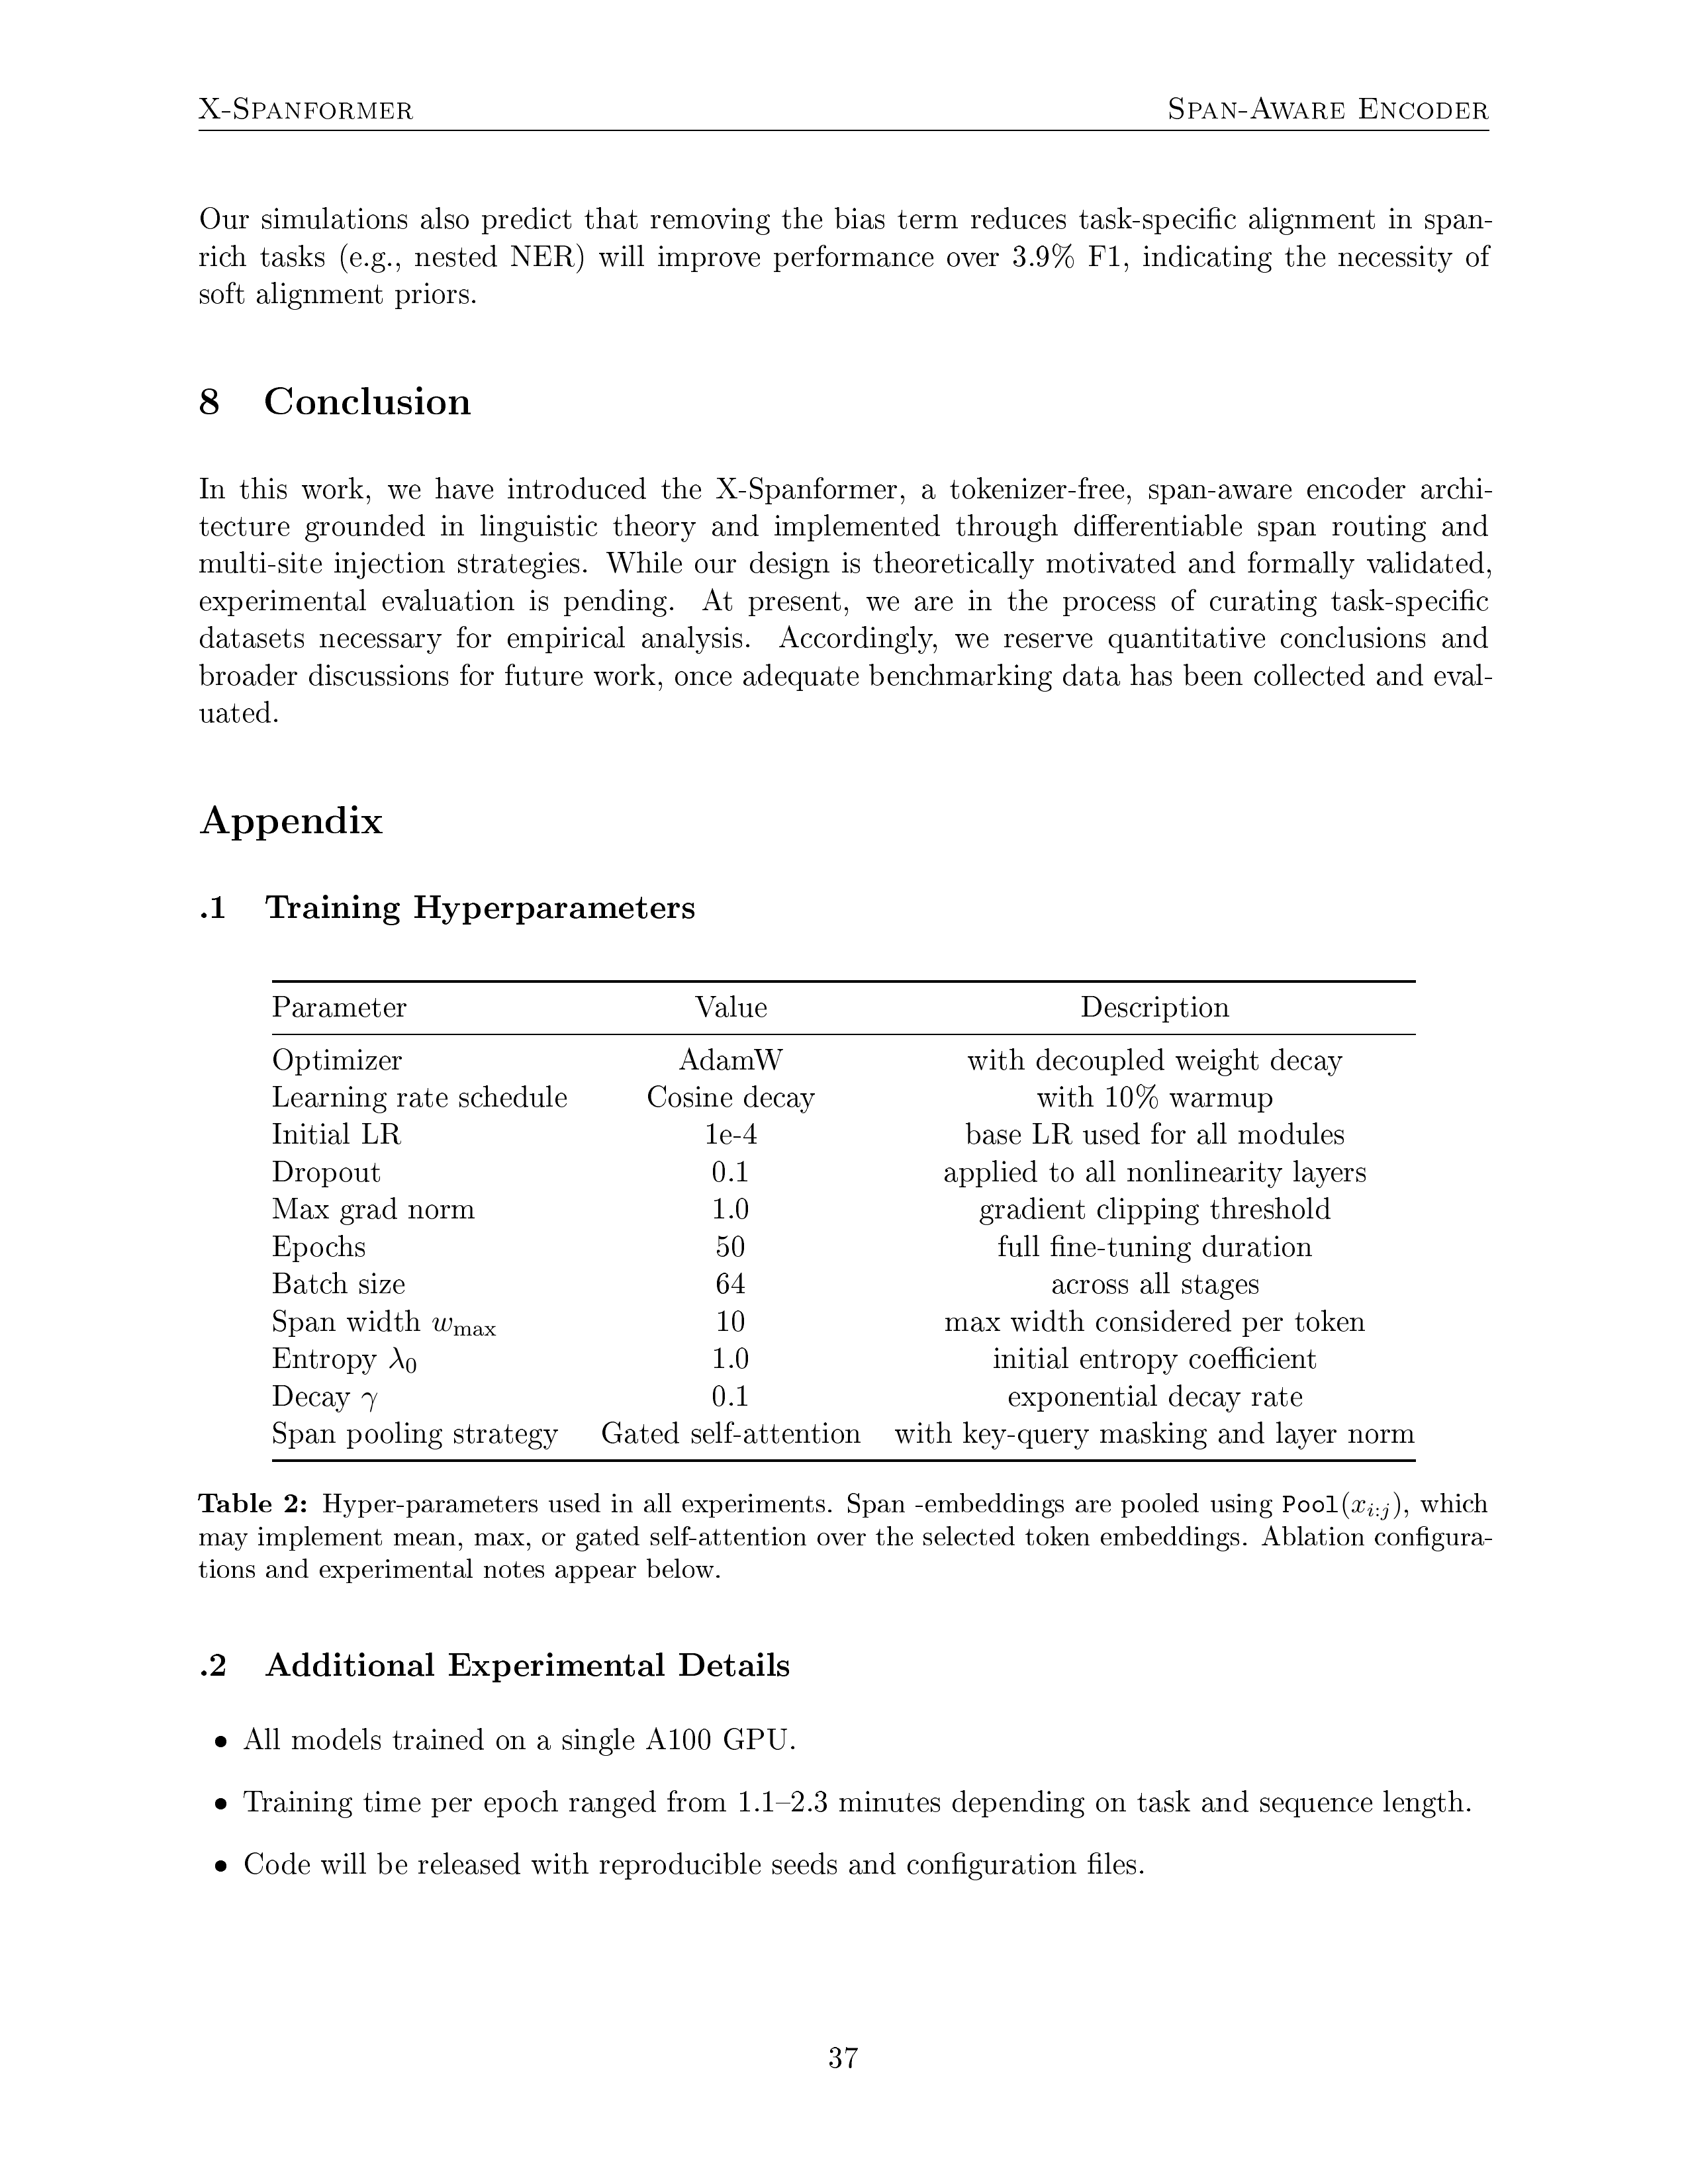 X-Spanformer Span-Aware Encoder
Our simulations also predict that removing the bias term reduces task-specific alignment in span-
rich tasks (e.g., nested NER) will improve performance over 3.9% F1, indicating the necessity of
soft alignment priors.
8 Conclusion
In this work, we have introduced the X-Spanformer, a tokenizer-free, span-aware encoder archi-
tecture grounded in linguistic theory and implemented through differentiable span routing and
multi-site injection strategies. While our design is theoretically motivated and formally validated,
experimental evaluation is pending. At present, we are in the process of curating task-specific
datasets necessary for empirical analysis. Accordingly, we reserve quantitative conclusions and
broader discussions for future work, once adequate benchmarking data has been collected and eval-
uated.
Appendix
.1 Training Hyperparameters
Parameter Value Description
Optimizer AdamW with decoupled weight decay
Learning rate schedule Cosine decay with 10% warmup
Initial LR 1e-4 base LR used for all modules
Dropout 0.1 applied to all nonlinearity layers
Max grad norm 1.0 gradient clipping threshold
Epochs 50 full fine-tuning duration
Batch size 64 across all stages
Span width w_max 10 max width considered per token
Entropy λ₀ 1.0 initial entropy coefficient
Decay γ 0.1 exponential decay rate
Span pooling strategy Gated self-attention with key-query masking and layer norm
Table 2: Hyper-parameters used in all experiments. Span -embeddings are pooled using Pool(x_{i:j}), which
may implement mean, max, or gated self-attention over the selected token embeddings. Ablation configura-
tions and experimental notes appear below.
.2 Additional Experimental Details
• All models trained on a single A100 GPU.
• Training time per epoch ranged from 1.1–2.3 minutes depending on task and sequence length.
• Code will be released with reproducible seeds and configuration files.
37